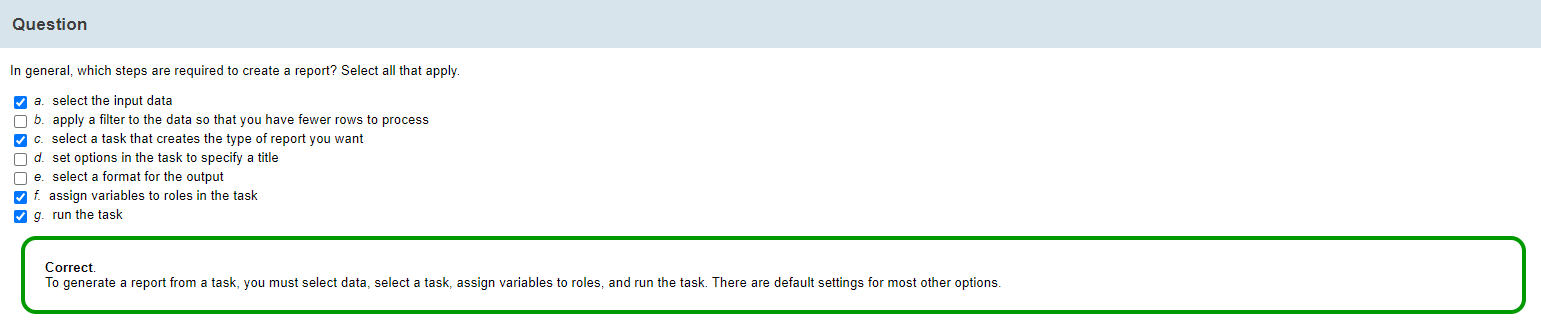 Question
In general, which steps are required to create a report? Select all that apply.
a. select the input data
b. apply a filter to the data so that you have fewer rows to process
c. select a task that creates the type of report you want
d. set options in the task to specify a title
e. select a format for the output
f. assign variables to roles in the task
g. run the task
Correct.
To generate a report from a task, you must select data, select a task, assign variables to roles, and run the task. There are default settings for most other options.